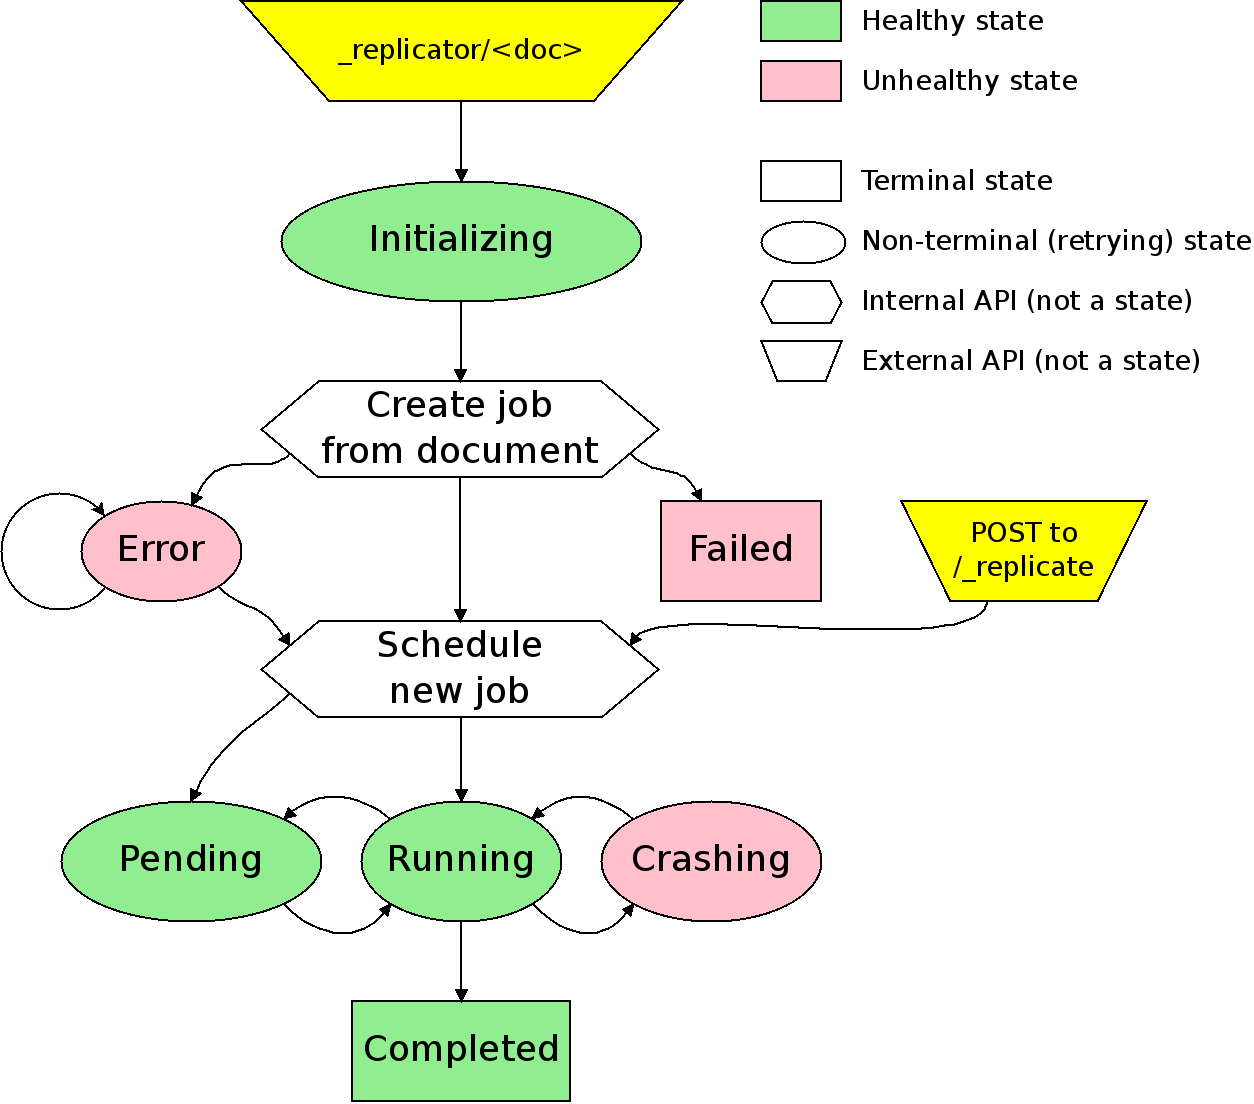 _replicator/<doc>
Healthy state
Unhealthy state
Terminal state
Non-terminal (retrying) state
Internal API (not a state)
External API (not a state)
Initializing
Create job
from document
Error
Failed
POST to
/_replicate
Schedule
new job
Pending
Running
Crashing
Completed